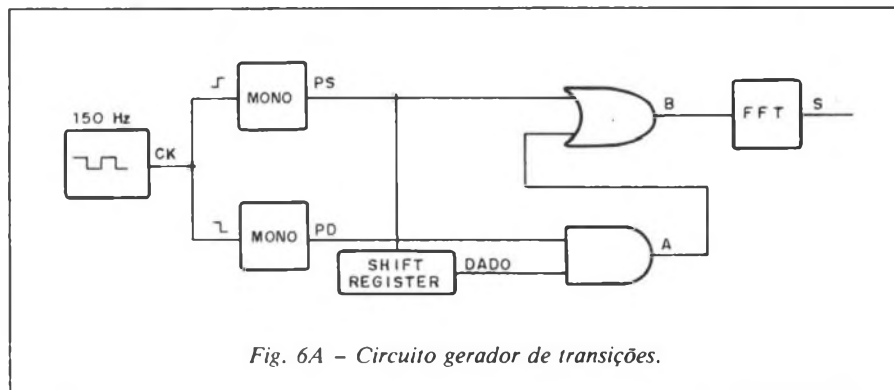 150 Hz
CK
MONO
PS
MONO
PD
SHIFT
REGISTER
DADO
A
B
FFT
S
Fig. 6A – Circuito gerador de transições.